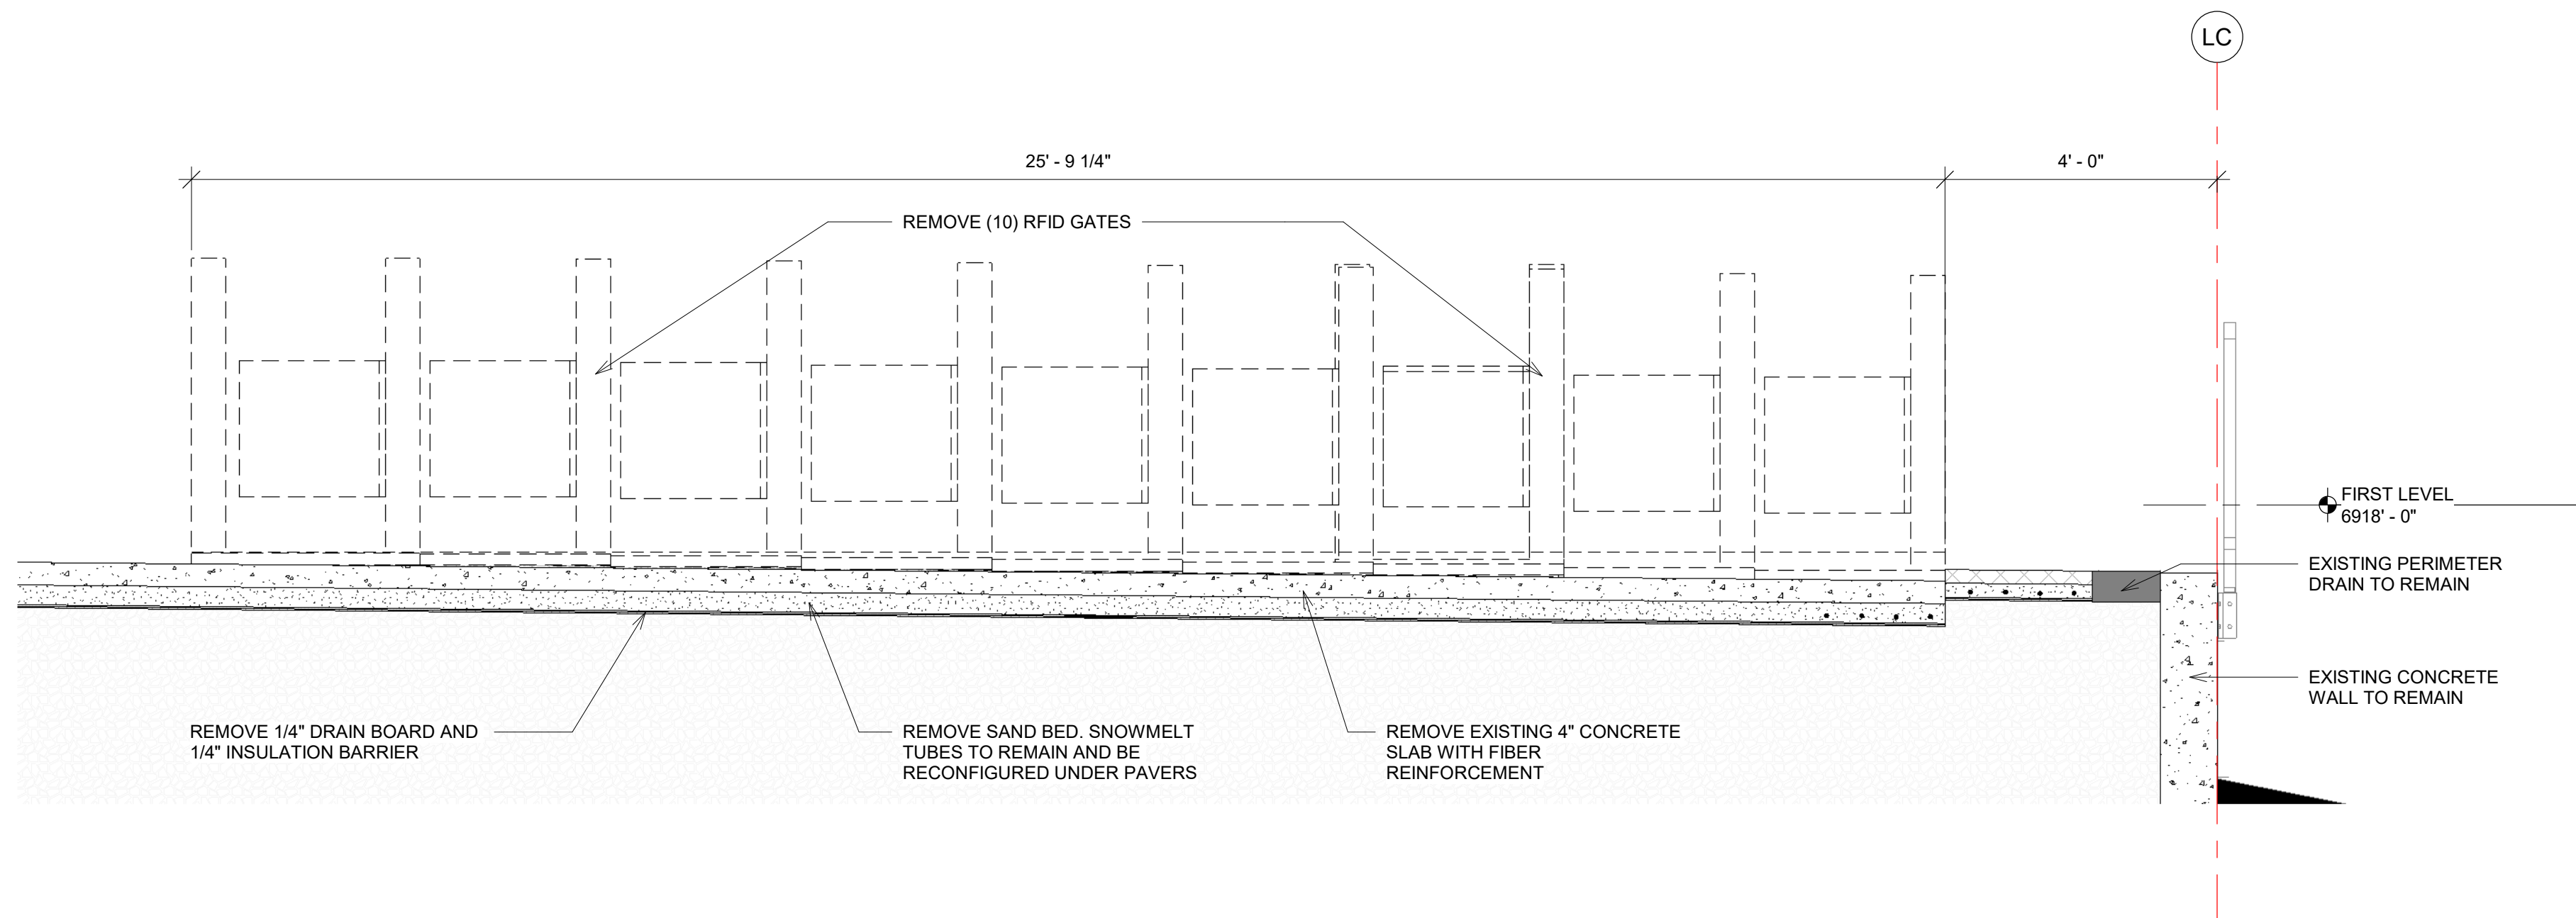 LC
25' - 9 1/4"
4' - 0"
REMOVE (10) RFID GATES
FIRST LEVEL
6918' - 0"
EXISTING PERIMETER
DRAIN TO REMAIN
EXISTING CONCRETE
WALL TO REMAIN
REMOVE 1/4" DRAIN BOARD AND
1/4" INSULATION BARRIER
REMOVE SAND BED. SNOWMELT
TUBES TO REMAIN AND BE
RECONFIGURED UNDER PAVERS
REMOVE EXISTING 4" CONCRETE
SLAB WITH FIBER
REINFORCEMENT